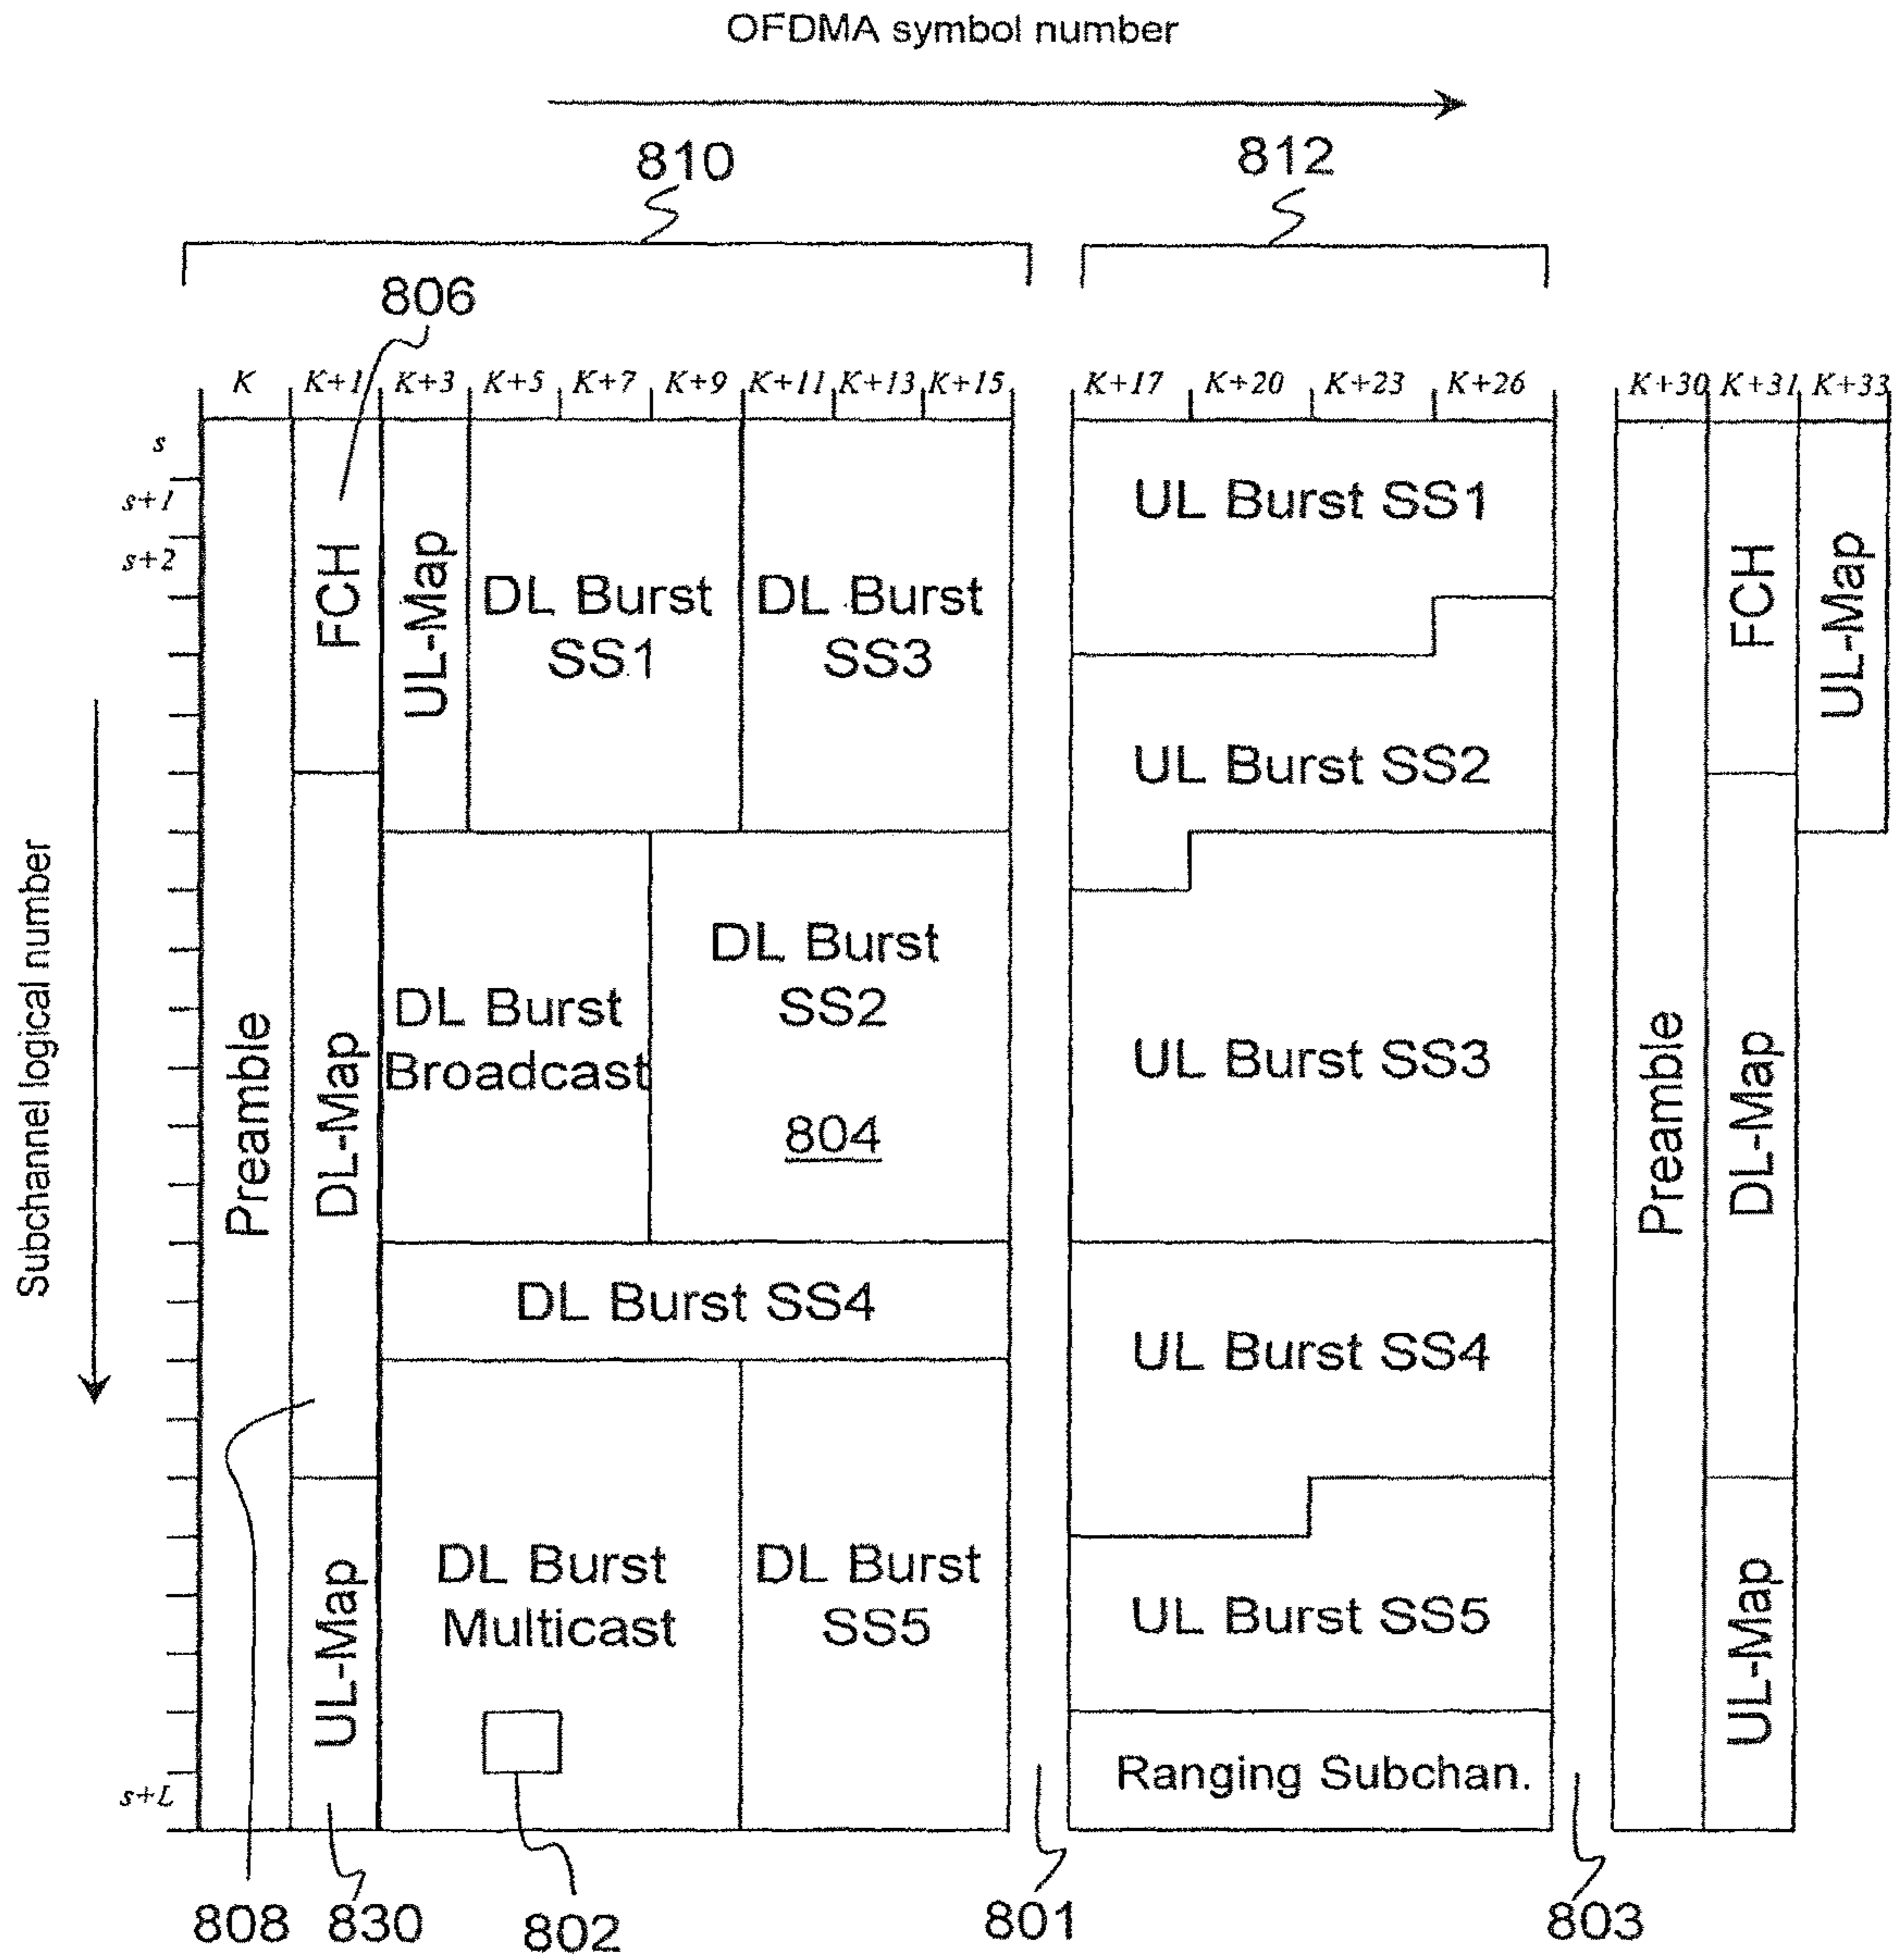 OFDMA symbol number
810
812
806
K K+1 K+3 K+5 K+7 K+9 K+11 K+13 K+15 K+17 K+20 K+23 K+26 K+30 K+31 K+33
s
s+1
s+2
s+L
Subchannel logical number
Preamble
FCH
DL-Map
UL-Map
UL-Map
DL Burst
SS1
DL Burst
SS3
DL Burst
Broadcast
DL Burst
SS2
804
DL Burst SS4
DL Burst
Multicast
DL Burst
SS5
UL Burst SS1
UL Burst SS2
UL Burst SS3
UL Burst SS4
UL Burst SS5
Ranging Subchan.
Preamble
FCH
DL-Map
UL-Map
UL-Map
808
830
802
801
803